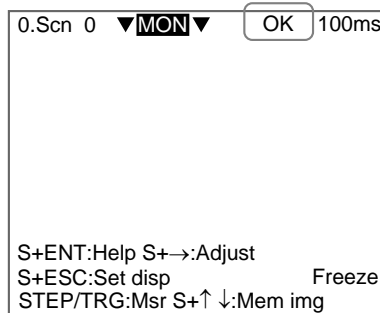 0.Scn 0 ▼MON▼ OK 100ms
S+ENT:Help S+→:Adjust
S+ESC:Set disp Freeze
STEP/TRG:Msr S+↑ ↓:Mem img